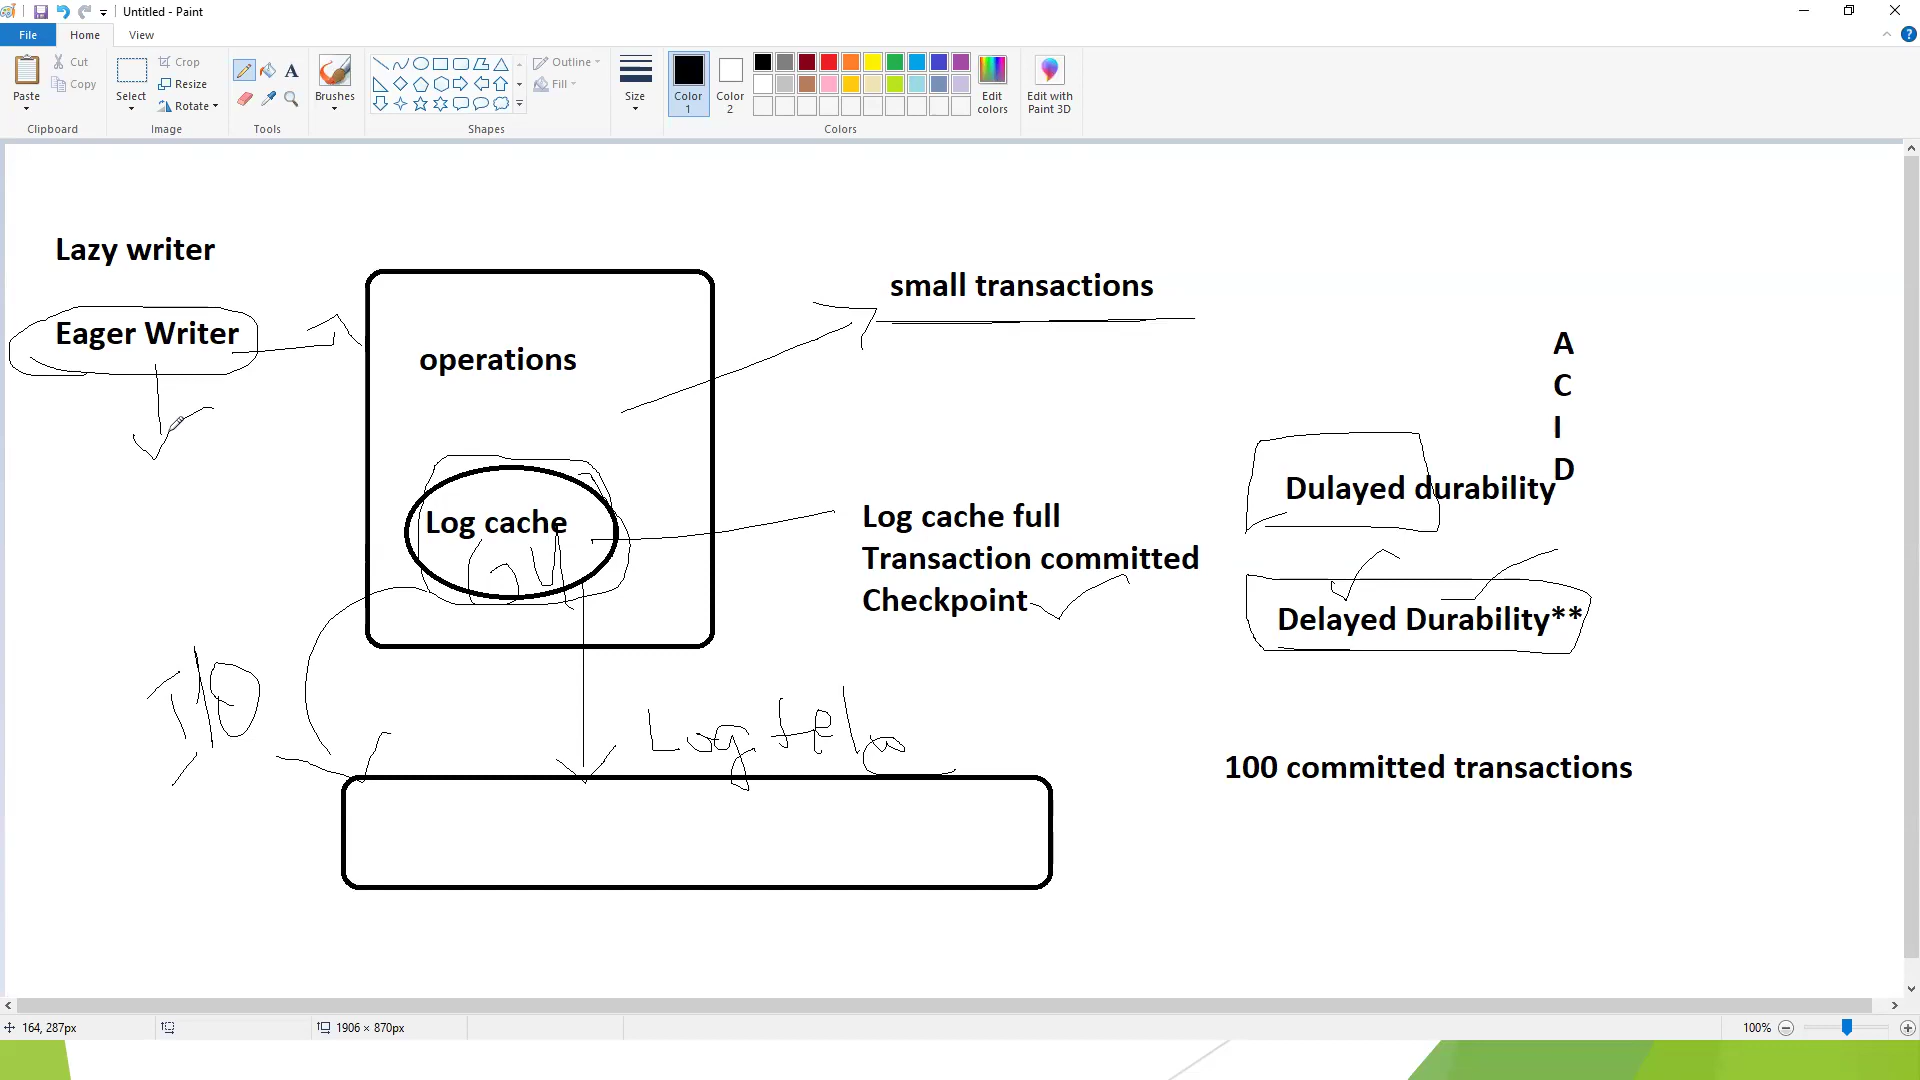 Untitled - Paint
File
Home
View
Paste
Cut
Copy
Clipboard
Select
Crop
Resize
Rotate
Image
Tools
Brushes
Shapes
Outline
Fill
Size
Color 1
Color 2
Colors
Edit colors
Edit with Paint 3D
Lazy writer
Eager Writer
operations
small transactions
A
C
I
D
Dulayed durability
Log cache
Log cache full
Transaction committed
Checkpoint
Delayed Durability**
I/O
Log
100 committed transactions
164, 287px
1906 × 870px
100%